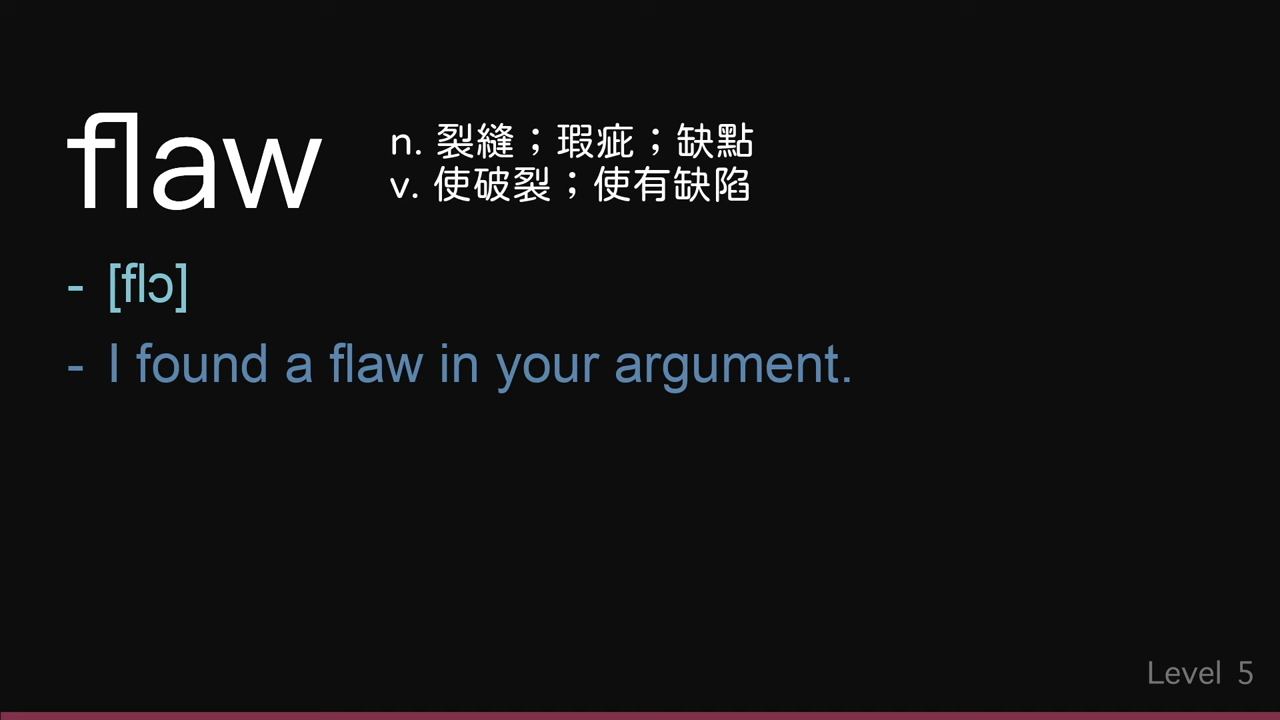 flaw
n. 裂縫；瑕疵；缺點
v. 使破裂；使有缺陷
- [flɔ]
- I found a flaw in your argument.
Level 5